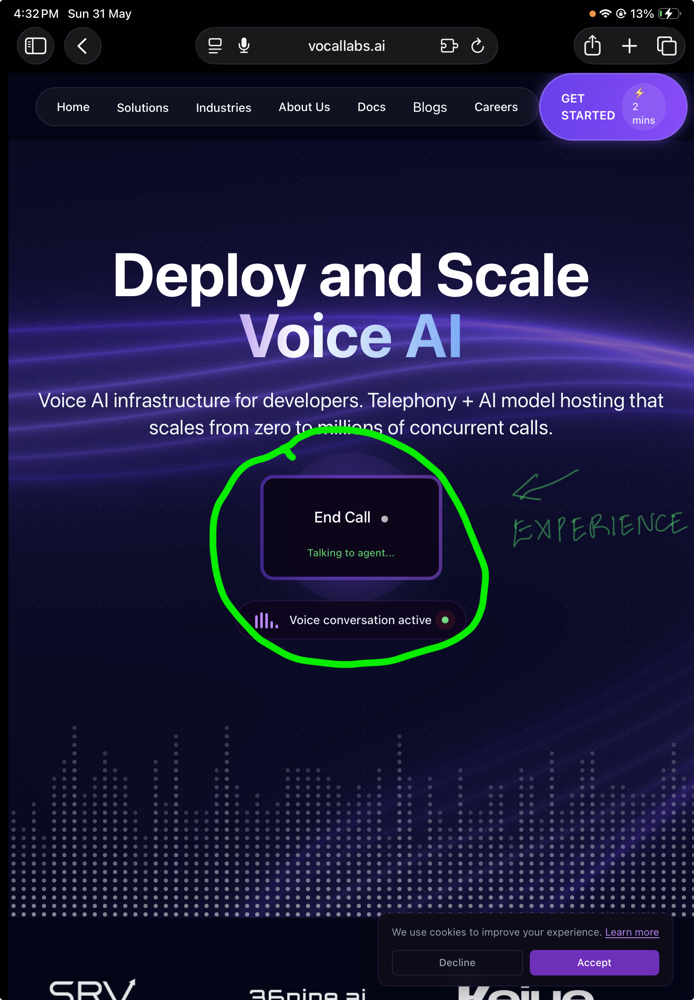 4:32 PM Sun 31 May
13%
vocallabs.ai
Home Solutions Industries About Us Docs Blogs Careers
GET STARTED
⚡ 2 mins
Deploy and Scale
Voice AI
Voice AI infrastructure for developers. Telephony + AI model hosting that
scales from zero to millions of concurrent calls.
End Call
Talking to agent...
EXPERIENCE
Voice conversation active
We use cookies to improve your experience. Learn more
Decline Accept
SRV
36nine.ai